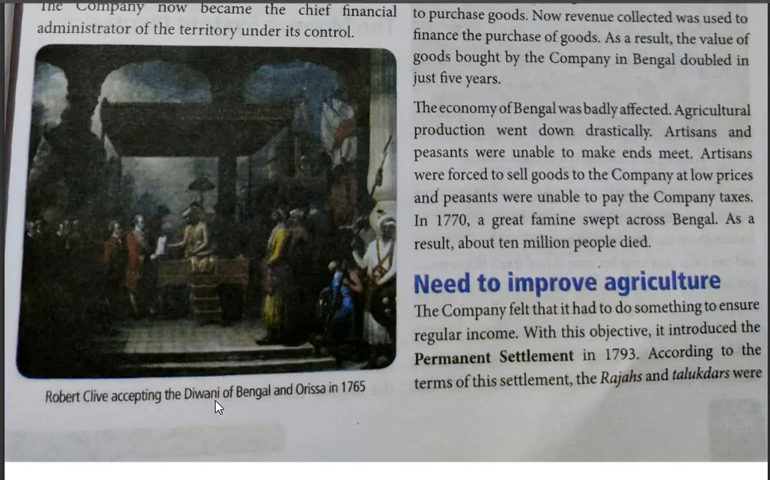 The Company now became the chief financial
administrator of the territory under its control.
Robert Clive accepting the Diwani of Bengal and Orissa in 1765
to purchase goods. Now revenue collected was used to
finance the purchase of goods. As a result, the value of
goods bought by the Company in Bengal doubled in
just five years.
The economy of Bengal was badly affected. Agricultural
production went down drastically. Artisans and
peasants were unable to make ends meet. Artisans
were forced to sell goods to the Company at low prices
and peasants were unable to pay the Company taxes.
In 1770, a great famine swept across Bengal. As a
result, about ten million people died.
Need to improve agriculture
The Company felt that it had to do something to ensure
regular income. With this objective, it introduced the
Permanent Settlement in 1793. According to the
terms of this settlement, the Rajahs and talukdars were